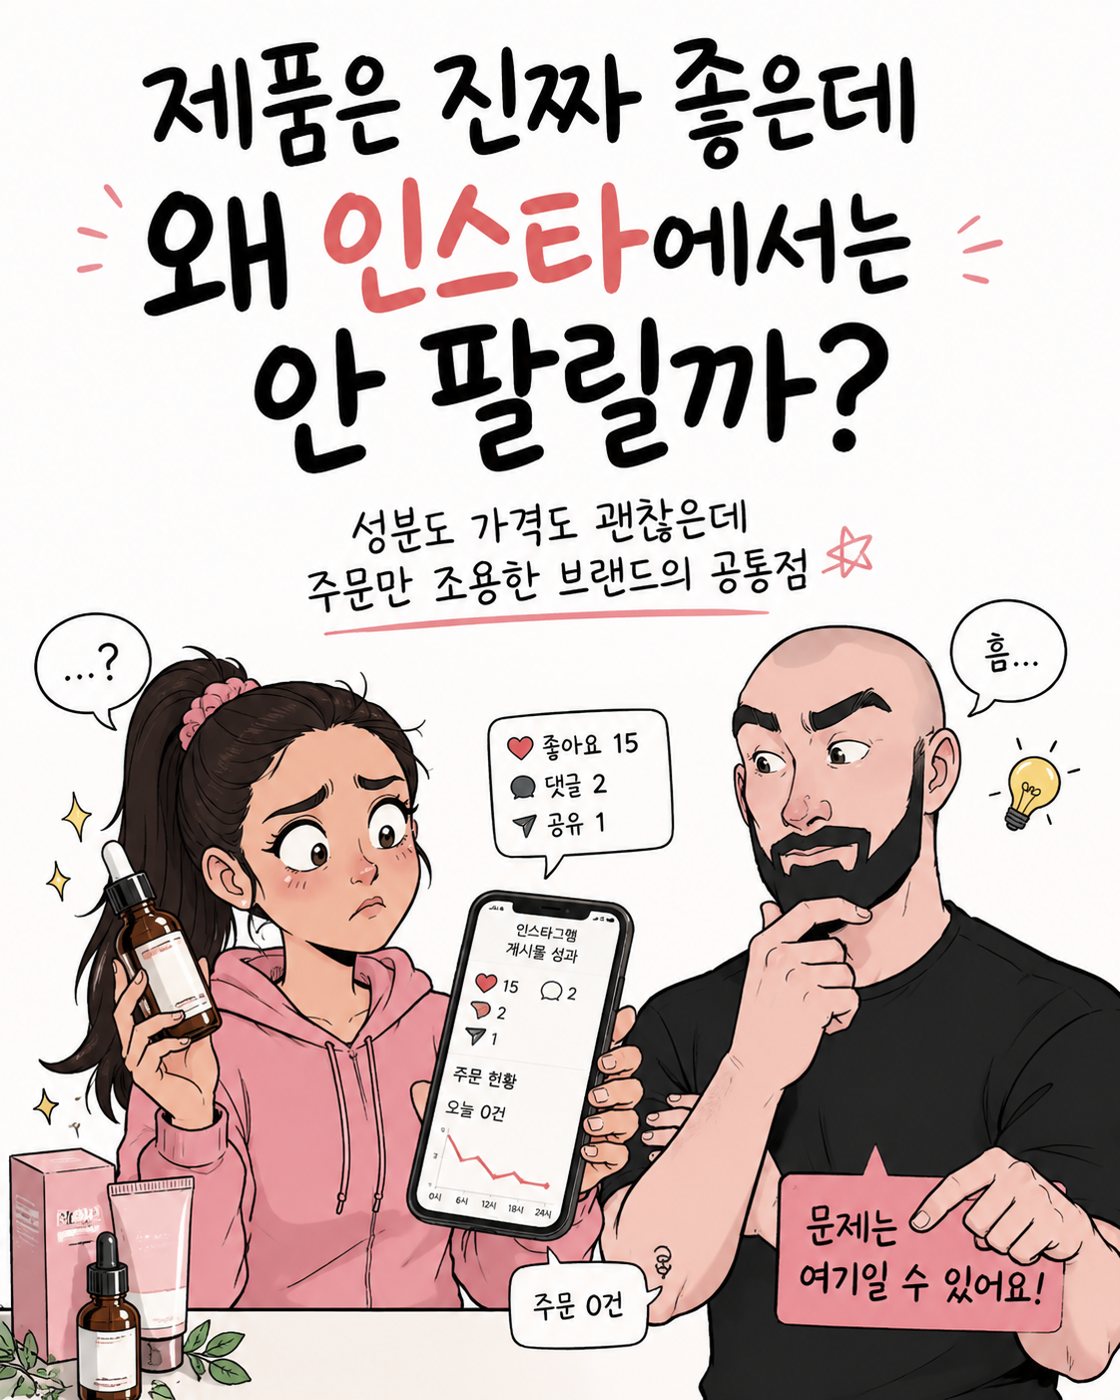 제품은 진짜 좋은데
왜 인스타에서는
안 팔릴까?
성분도 가격도 괜찮은데
주문만 조용한 브랜드의 공통점
...?
흠...
좋아요 15
댓글 2
공유 1
인스타그램
게시물 성과
15 2
2
1
주문 현황
오늘 0건
0시 6시 12시 18시 24시
주문 0건
문제는
여기일 수 있어요!